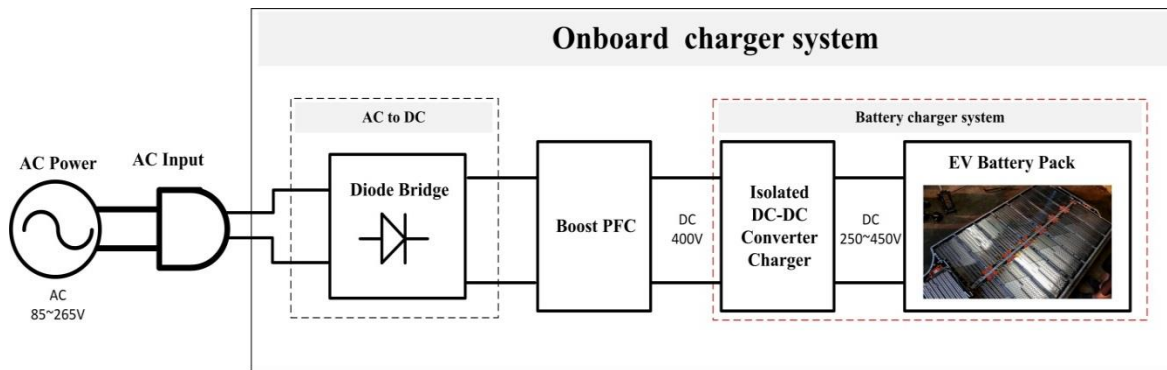 Onboard charger system
AC to DC
Battery charger system
AC Power
AC Input
Diode Bridge
Boost PFC
Isolated
DC-DC
Converter
Charger
EV Battery Pack
DC
400V
DC
250~450V
AC
85~265V